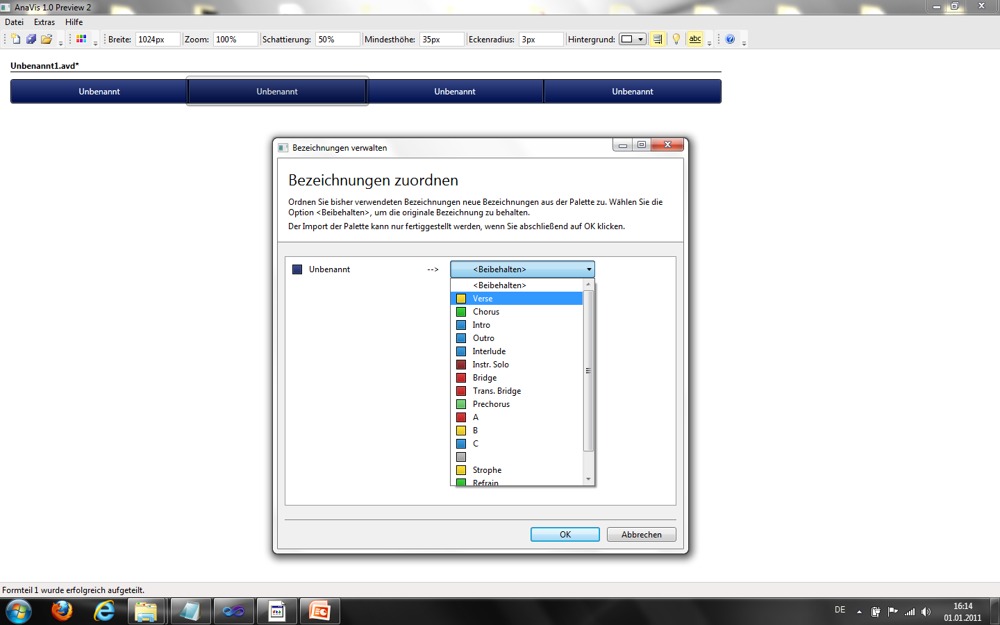 AnaVis 1.0 Preview 2
Datei Extras Hilfe
Breite: 1024px Zoom: 100% Schattierung: 50% Mindesthöhe: 35px Eckenradius: 3px Hintergrund: abc
Unbenannt1.avd*
Unbenannt Unbenannt Unbenannt Unbenannt
Bezeichnungen verwalten
Bezeichnungen zuordnen
Ordnen Sie bisher verwendeten Bezeichnungen neue Bezeichnungen aus der Palette zu. Wählen Sie die
Option <Beibehalten>, um die originale Bezeichnung zu behalten.
Der Import der Palette kann nur fertiggestellt werden, wenn Sie abschließend auf OK klicken.
Unbenannt --> <Beibehalten>
<Beibehalten>
Verse
Chorus
Intro
Outro
Interlude
Instr. Solo
Bridge
Trans. Bridge
Prechorus
A
B
C
Strophe
Refrain
OK Abbrechen
Formteil 1 wurde erfolgreich aufgeteilt.
DE 16:14
01.01.2011